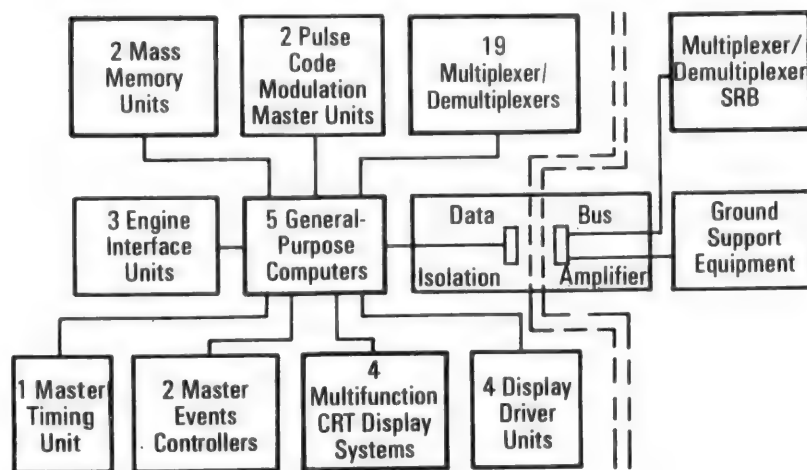 2 Mass
Memory
Units
2 Pulse
Code
Modulation
Master Units
19
Multiplexer/
Demultiplexers
Multiplexer/
Demultiplexer
SRB
3 Engine
Interface
Units
5 General-
Purpose
Computers
Data Bus
Isolation Amplifier
Ground
Support
Equipment
1 Master
Timing
Unit
2 Master
Events
Controllers
4
Multifunction
CRT Display
Systems
4 Display
Driver
Units